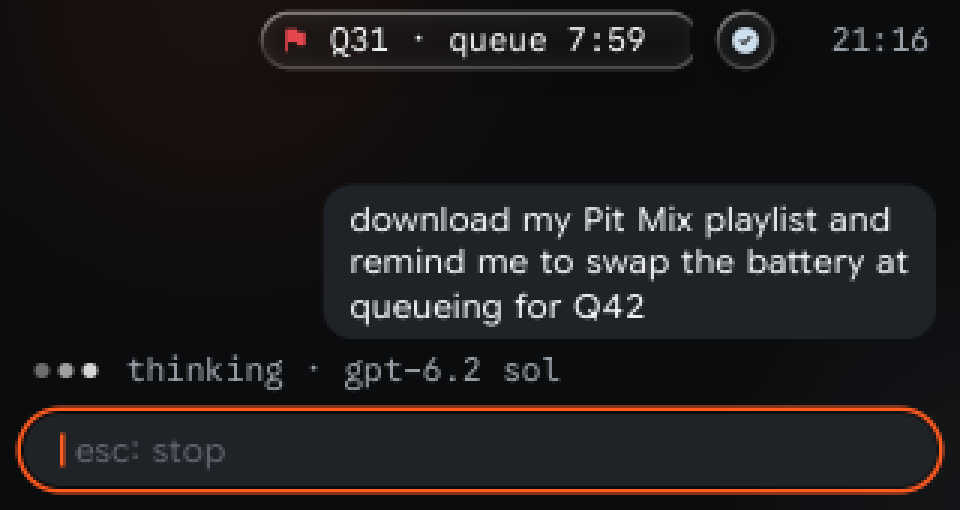 Q31 · queue 7:59
21:16
download my Pit Mix playlist and
remind me to swap the battery at
queueing for Q42
thinking · gpt-6.2 sol
esc: stop